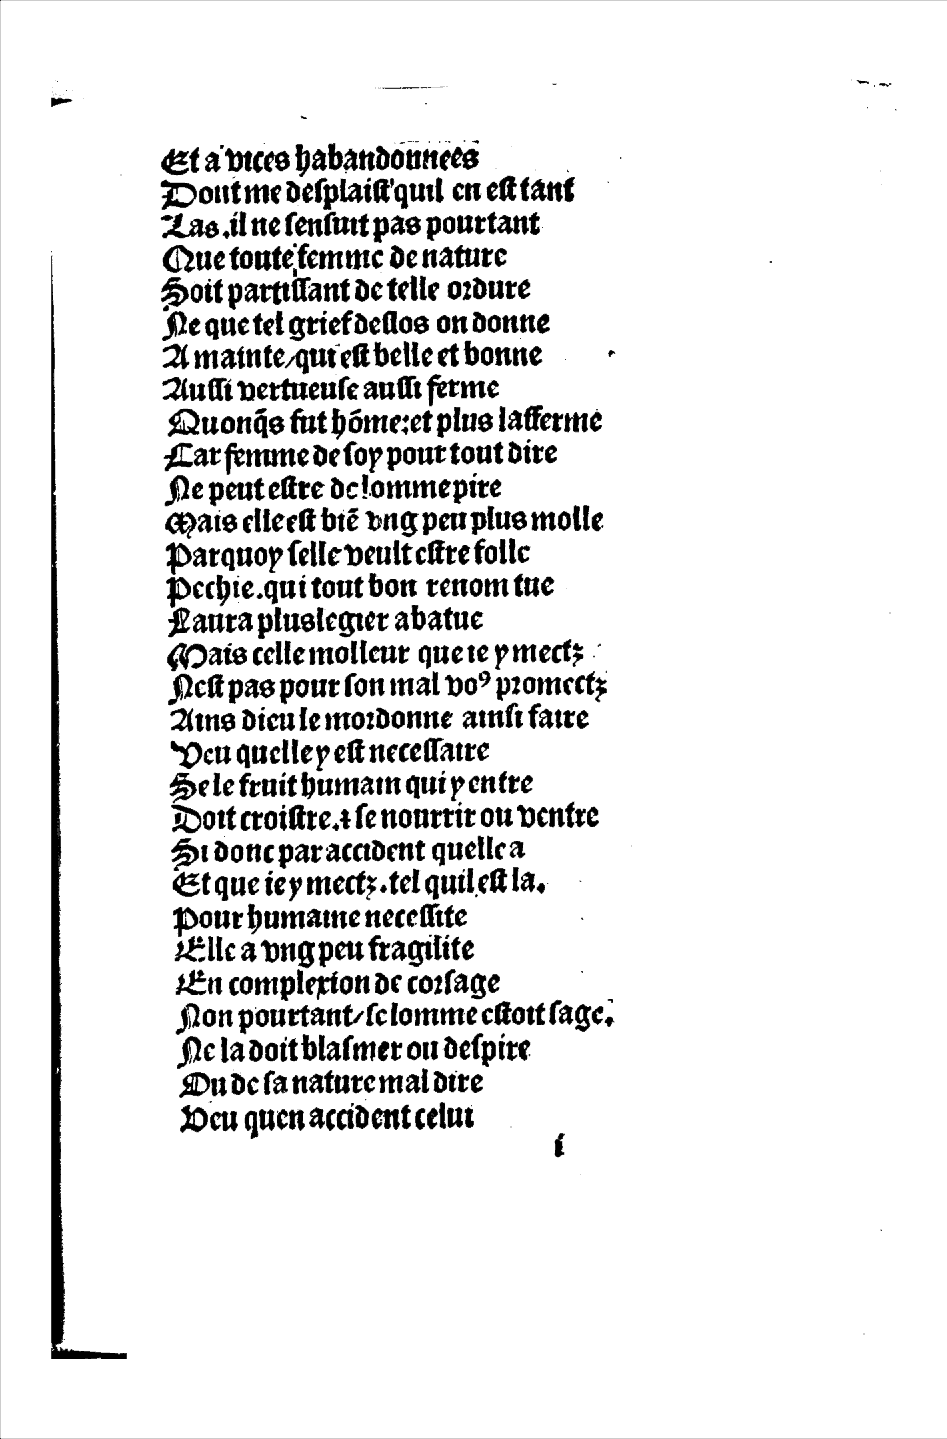 Et a vices habandonnees
Dont me desplaiſt quil en eſt tant
Las .il ne ſenſuit pas pourtant
Que toute femme de nature
Soit partiſſant de telle ordure
Ne que tel grief deſlos on donne
A mainte/qui eſt belle et bonne
Auſſi vertueuſe auſſi ferme
Quonq̃s fut hõme:et plus lafferme
Car femme de ſoy pour tout dire
Ne peut eſtre de lomme pire
Mais elle eſt biẽ vng peu plus molle
Parquoy ſelle veult eſtre folle
Pechie .qui tout bon renom tue
Laura plus legier abatue
Mais celle molleur que ie y mectz
Neſt pas pour ſon mal voꝰ promectz
Ains dieu le mordonne ainſi faire
Veu quelle y eſt neceſſaire
Se le fruit humain qui y entre
Doit croiſtre.⁊ ſe nourrir ou ventre
Si donc par accident quelle a
Et que ie y mectz .tel quil eſt la.
Pour humaine neceſſite
Elle a vng peu fragilite
En complexion de corſage
Non pourtant/ſe lomme eſtoit ſage.
Ne la doit blaſmer ou deſpire
Ou de ſa nature mal dire
Veu quen accident celui
i